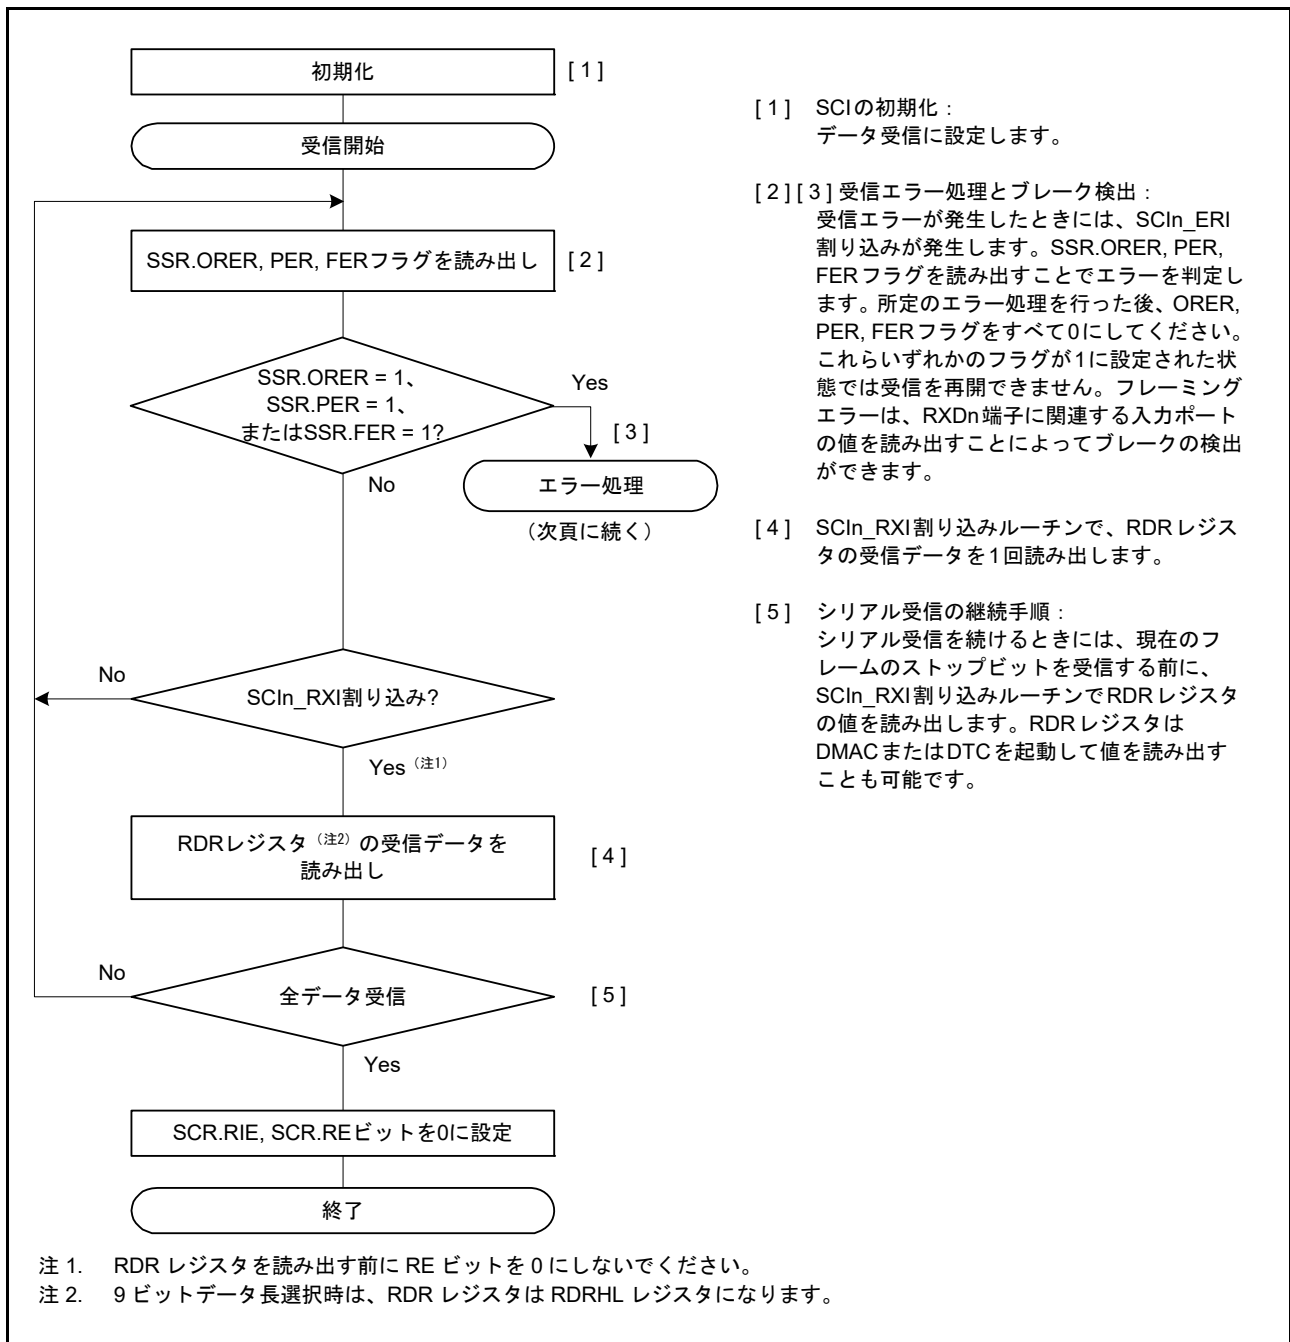 初期化
[ 1 ]
受信開始
SSR.ORER, PER, FERフラグを読み出し
[ 2 ]
SSR.ORER = 1、
SSR.PER = 1、
またはSSR.FER = 1?
Yes
[ 3 ]
No
エラー処理
（次頁に続く）
No
SCIn_RXI割り込み?
Yes（注1）
RDRレジスタ（注2）の受信データを
読み出し
[ 4 ]
No
全データ受信
[ 5 ]
Yes
SCR.RIE, SCR.REビットを0に設定
終了
[ 1 ] SCIの初期化：
データ受信に設定します。
[ 2 ] [ 3 ] 受信エラー処理とブレーク検出：
受信エラーが発生したときには、SCIn_ERI
割り込みが発生します。SSR.ORER, PER,
FERフラグを読み出すことでエラーを判定し
ます。所定のエラー処理を行った後、ORER,
PER, FERフラグをすべて0にしてください。
これらいずれかのフラグが1に設定された状
態では受信を再開できません。フレーミング
エラーは、RXDn端子に関連する入力ポート
の値を読み出すことによってブレークの検出
ができます。
[ 4 ] SCIn_RXI割り込みルーチンで、RDRレジス
タの受信データを1回読み出します。
[ 5 ] シリアル受信の継続手順：
シリアル受信を続けるときには、現在のフ
レームのストップビットを受信する前に、
SCIn_RXI割り込みルーチンでRDRレジスタ
の値を読み出します。RDRレジスタは
DMACまたはDTCを起動して値を読み出す
ことも可能です。
注 1. RDR レジスタを読み出す前に RE ビットを 0 にしないでください。
注 2. 9 ビットデータ長選択時は、RDR レジスタは RDRHL レジスタになります。